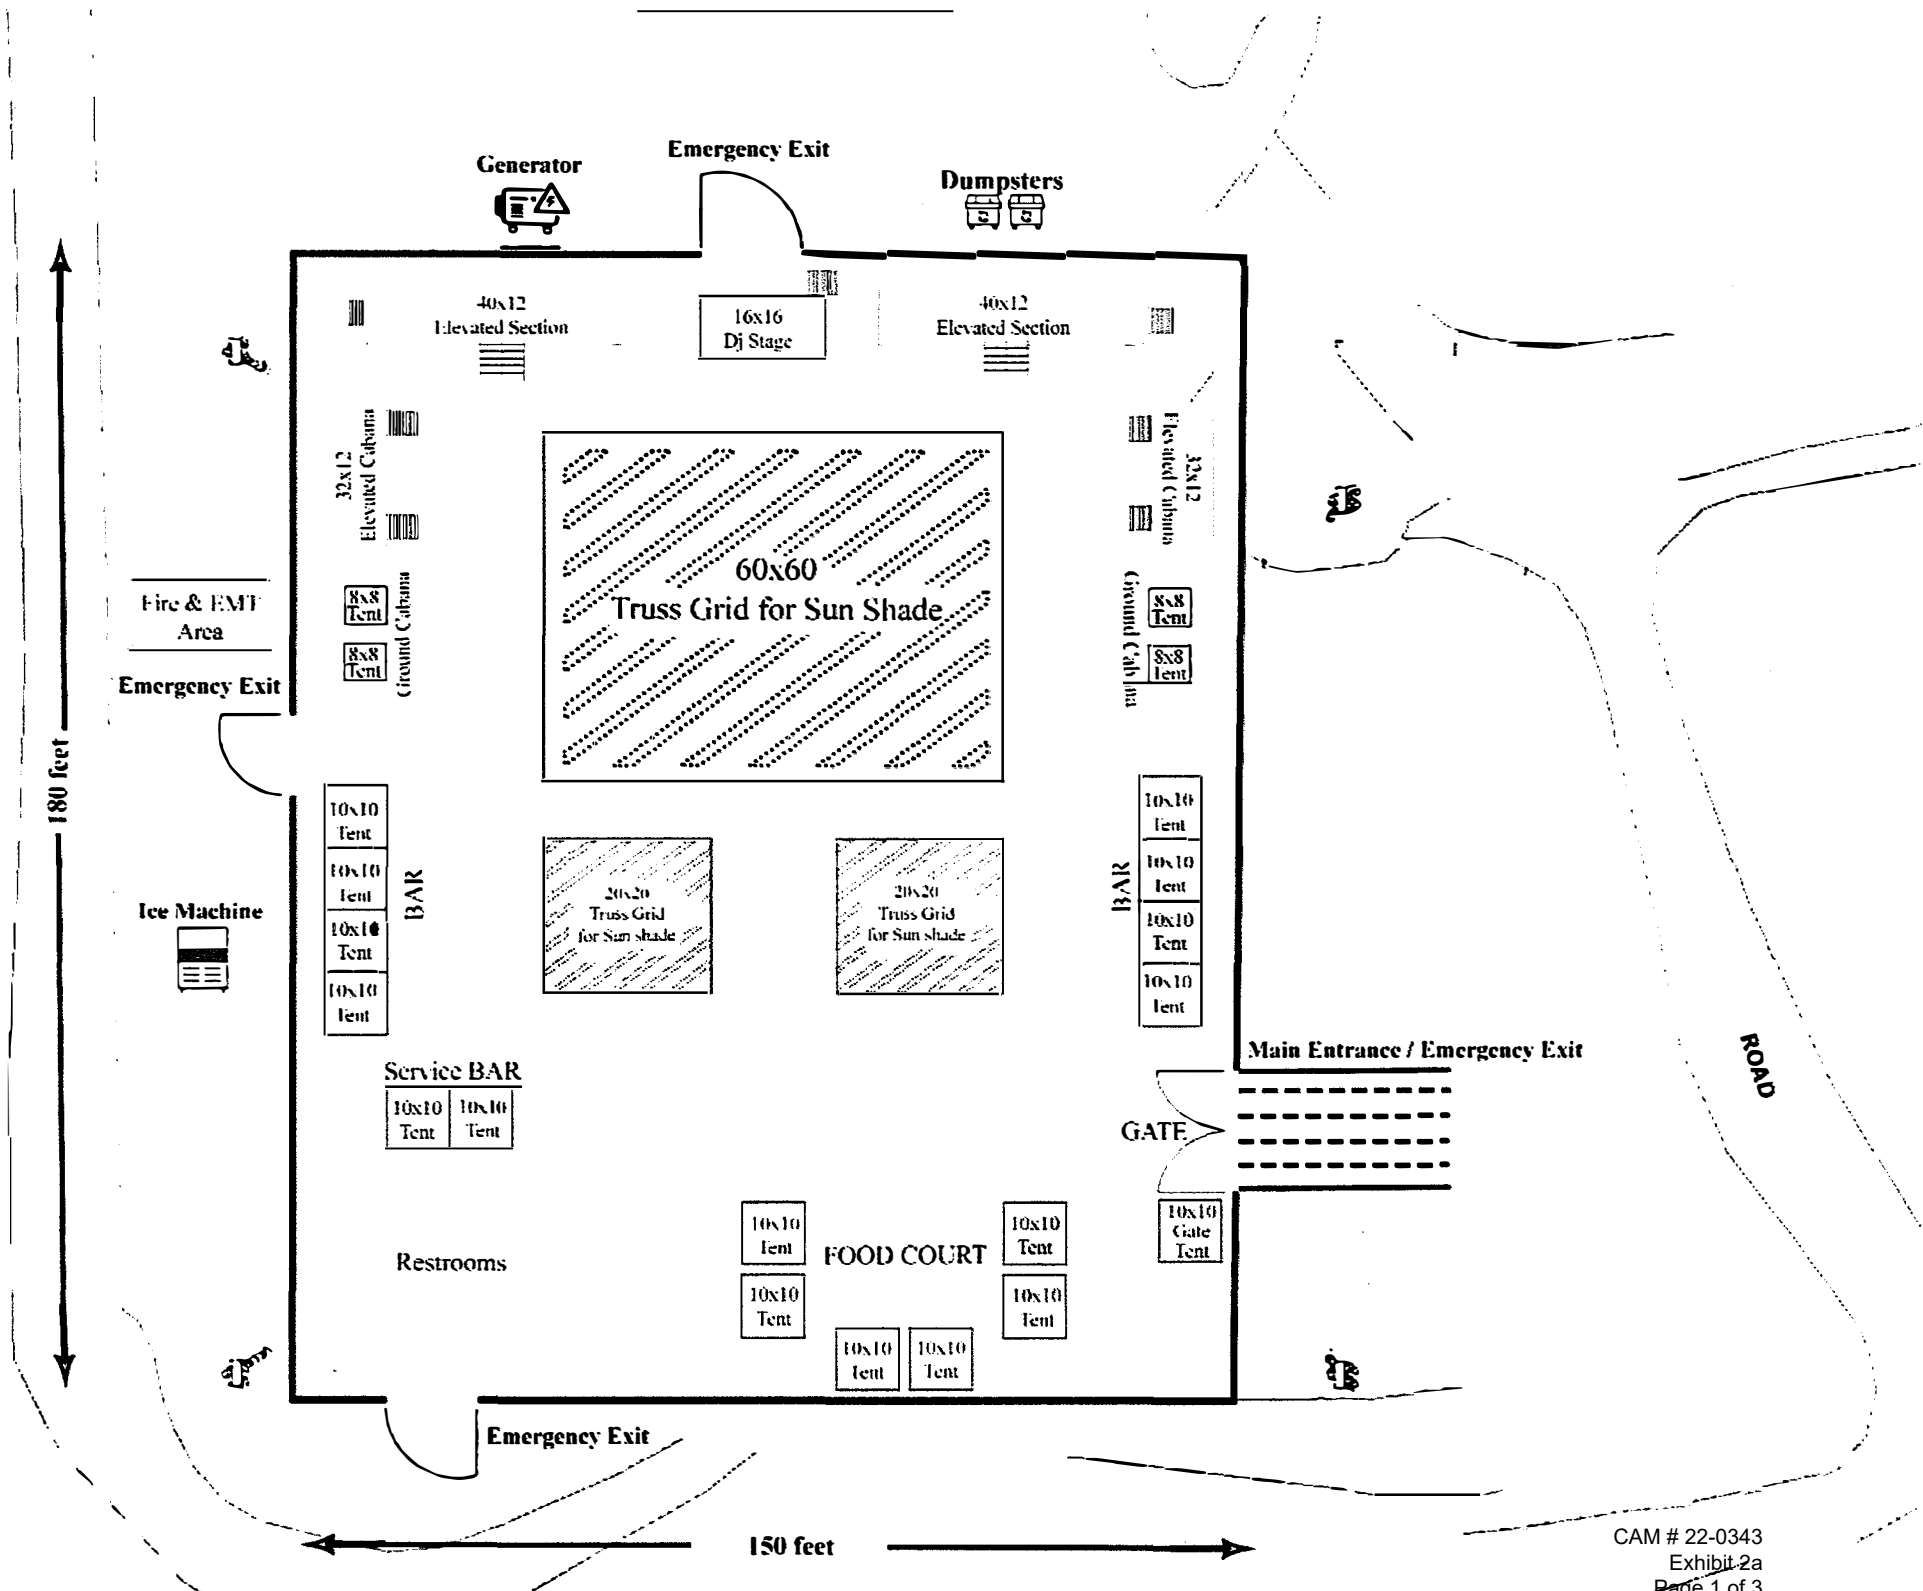 Emergency Exit
Generator
Dumpsters
40x12
Elevated Section
16x16
Dj Stage
40x12
Elevated Section
32x12
Elevated Cabana
Elevated Cabana
32x12
60x60
Truss Grid for Sun Shade
Fire & EMT
Area
8x8
Tent
8x8
Tent
Ground Cabana
Ground Cabana
8x8
Tent
8x8
Tent
Emergency Exit
180 feet
10x10
Tent
10x10
Tent
10x10
Tent
10x10
Tent
BAR
20x20
Truss Grid
for Sun shade
20x20
Truss Grid
for Sun shade
BAR
10x10
Tent
10x10
Tent
10x10
Tent
10x10
Tent
Ice Machine
Main Entrance / Emergency Exit
ROAD
Service BAR
10x10
Tent
10x10
Tent
GATE
10x10
Gate
Tent
Restrooms
10x10
Tent
10x10
Tent
FOOD COURT
10x10
Tent
10x10
Tent
10x10
Tent
10x10
Tent
Emergency Exit
150 feet
CAM # 22-0343
Exhibit 2a
Page 1 of 3